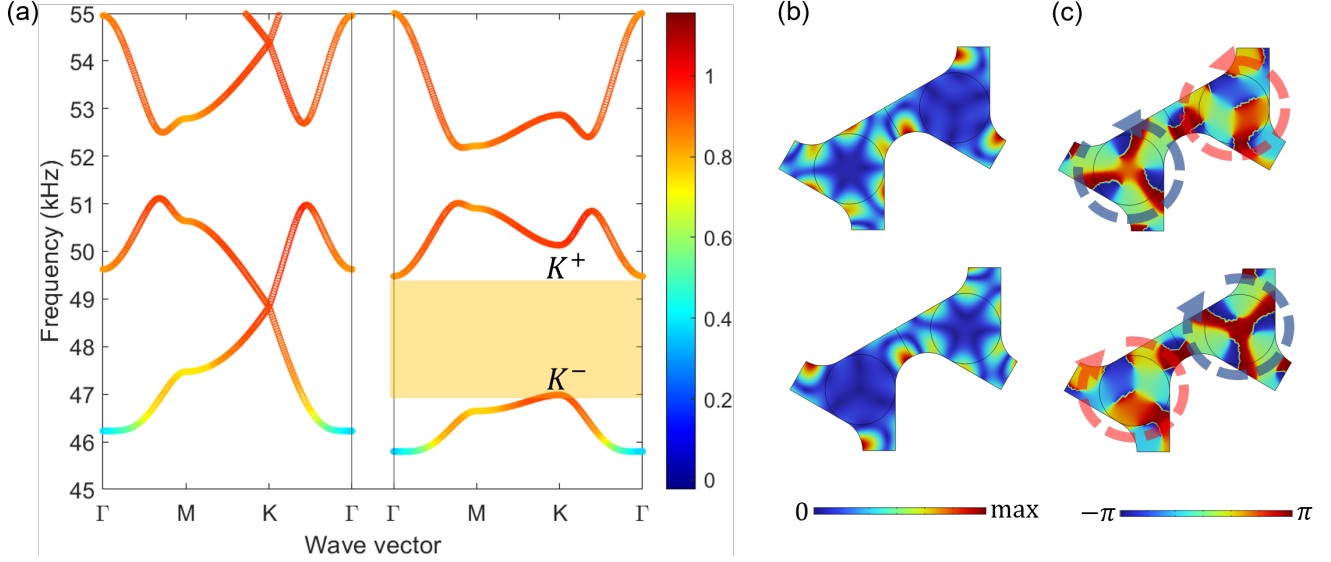 (a)
55
54
53
52
51
50
49
48
47
46
45
Frequency (kHz)
Γ M K Γ Γ M K Γ
Wave vector
K⁺
K⁻
1
0.8
0.6
0.4
0.2
0
(b)
0 max
(c)
−π π